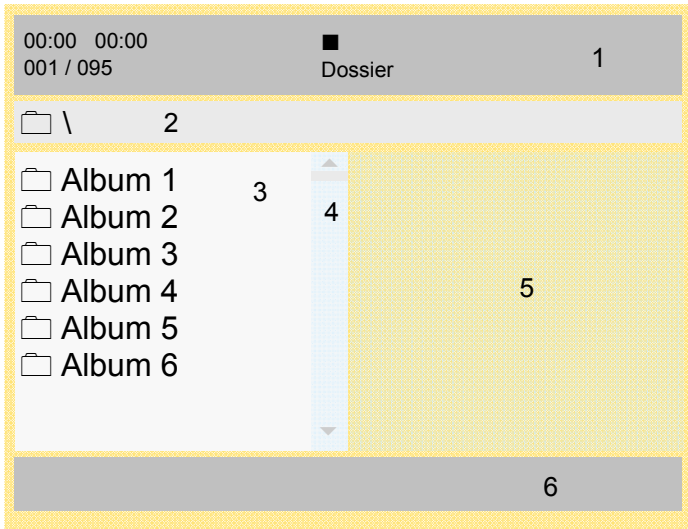 00:00 00:00
001 / 095
■
Dossier
1
\ 2
Album 1
Album 2
Album 3
Album 4
Album 5
Album 6
3
4
5
6